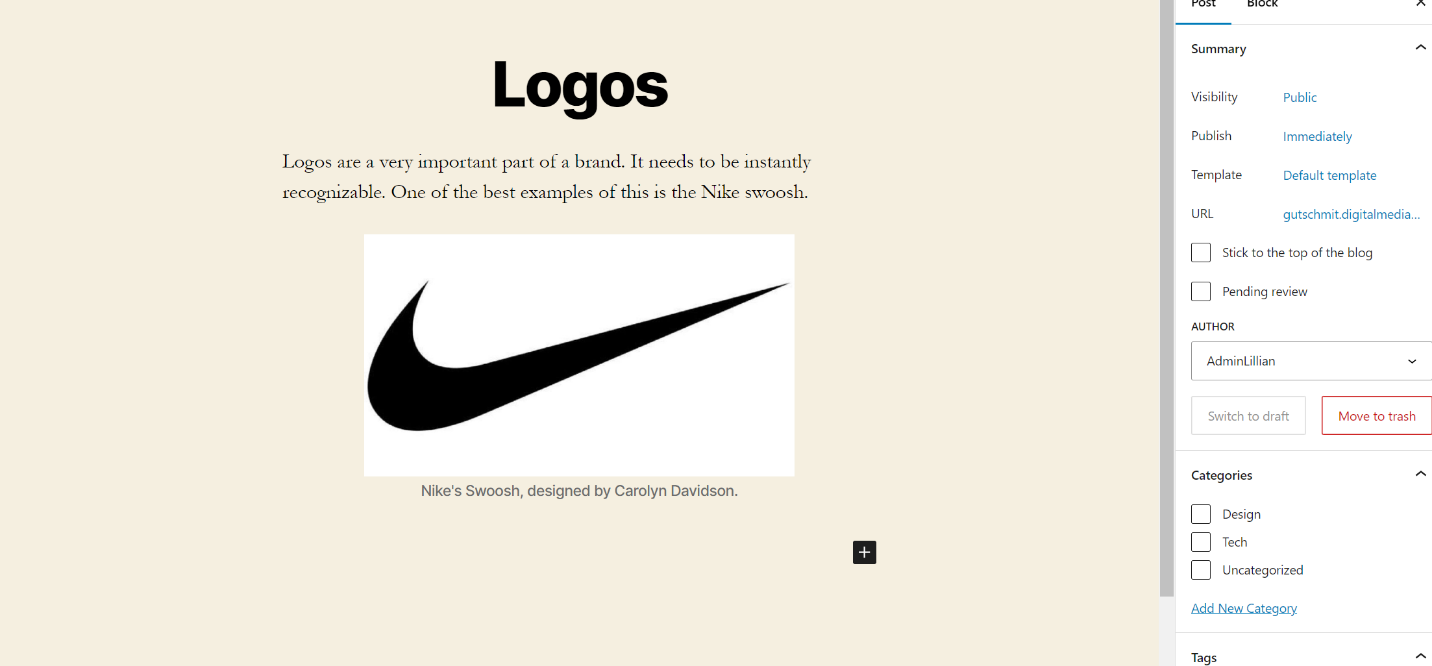 Logos
Logos are a very important part of a brand. It needs to be instantly
recognizable. One of the best examples of this is the Nike swoosh.
Nike's Swoosh, designed by Carolyn Davidson.
Post Block
Summary
Visibility Public
Publish Immediately
Template Default template
URL gutschmit.digitalmedia...
Stick to the top of the blog
Pending review
AUTHOR
AdminLillian
Switch to draft Move to trash
Categories
Design
Tech
Uncategorized
Add New Category
Tags